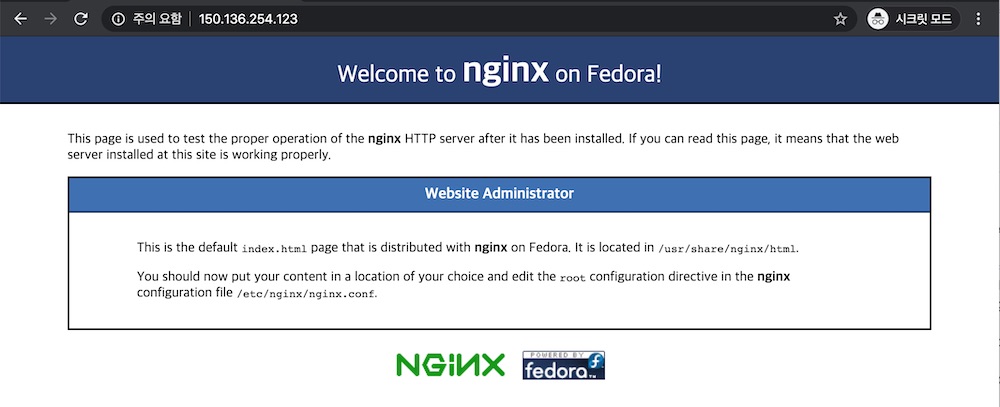 주의 요함 150.136.254.123 시크릿 모드
Welcome to nginx on Fedora!
This page is used to test the proper operation of the nginx HTTP server after it has been installed. If you can read this page, it means that the web
server installed at this site is working properly.
Website Administrator
This is the default index.html page that is distributed with nginx on Fedora. It is located in /usr/share/nginx/html.
You should now put your content in a location of your choice and edit the root configuration directive in the nginx
configuration file /etc/nginx/nginx.conf.
NGiNX
POWERED BY
fedora™